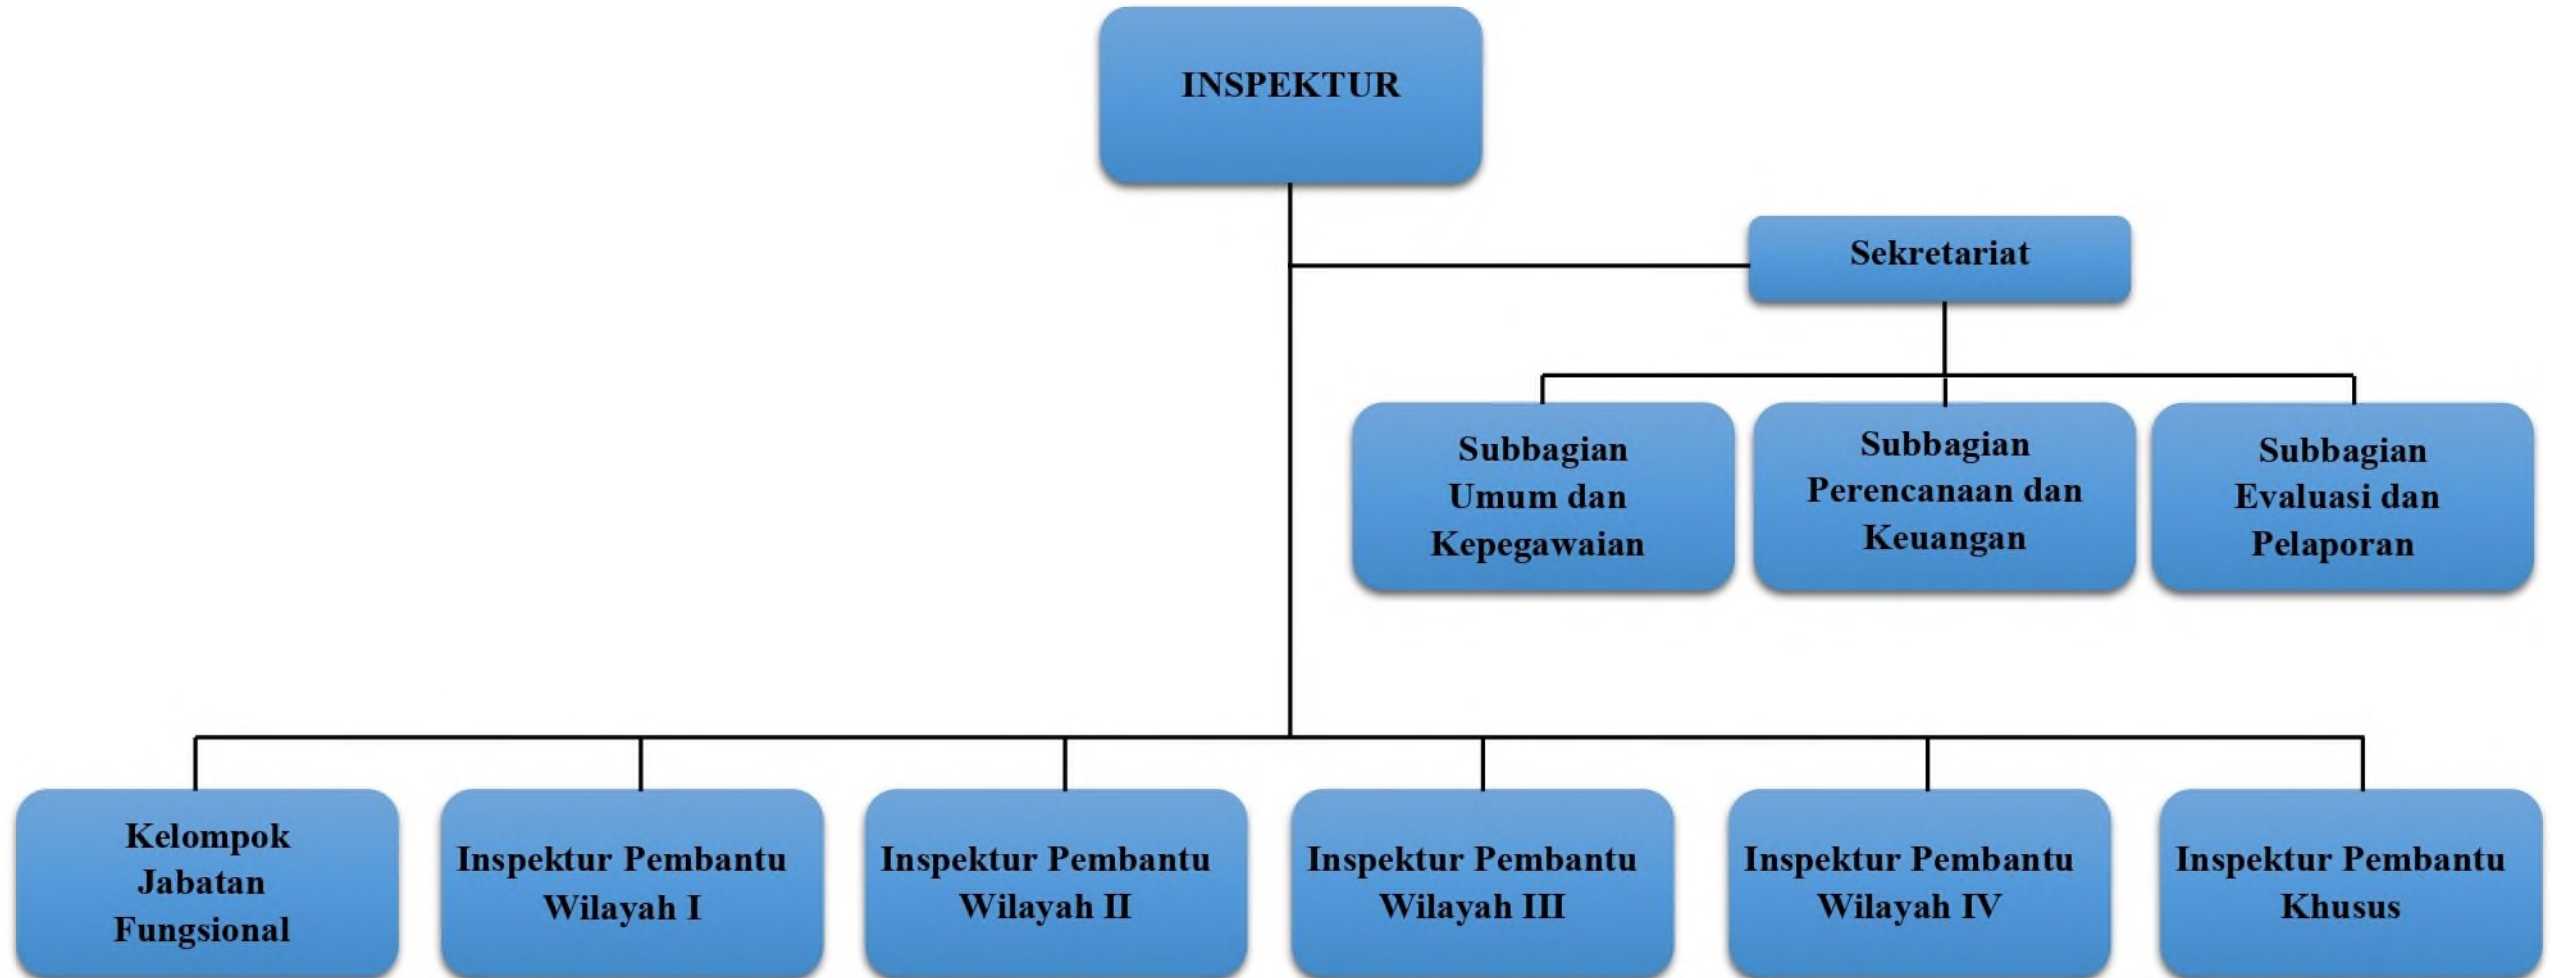 INSPEKTUR
Sekretariat
Subbagian
Umum dan
Kepegawaian
Subbagian
Perencanaan dan
Keuangan
Subbagian
Evaluasi dan
Pelaporan
Kelompok
Jabatan
Fungsional
Inspektur Pembantu
Wilayah I
Inspektur Pembantu
Wilayah II
Inspektur Pembantu
Wilayah III
Inspektur Pembantu
Wilayah IV
Inspektur Pembantu
Khusus